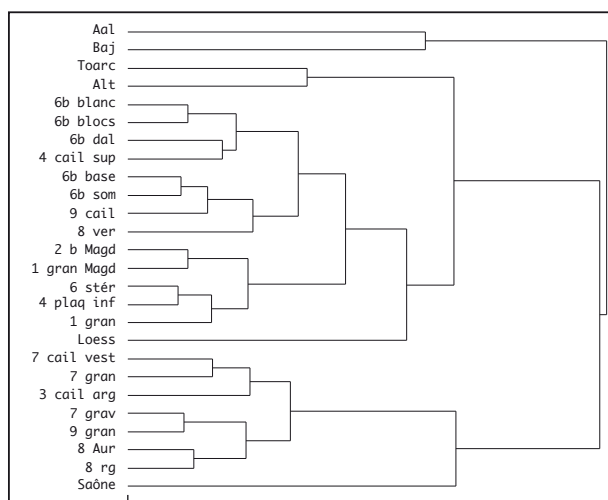 Aal
Baj
Toarc
Alt
6b blanc
6b blocs
6b dal
4 cail sup
6b base
6b som
9 cail
8 ver
2 b Magd
1 gran Magd
6 stér
4 plaq inf
1 gran
Loess
7 cail vest
7 gran
3 cail arg
7 grav
9 gran
8 Aur
8 rg
Saône